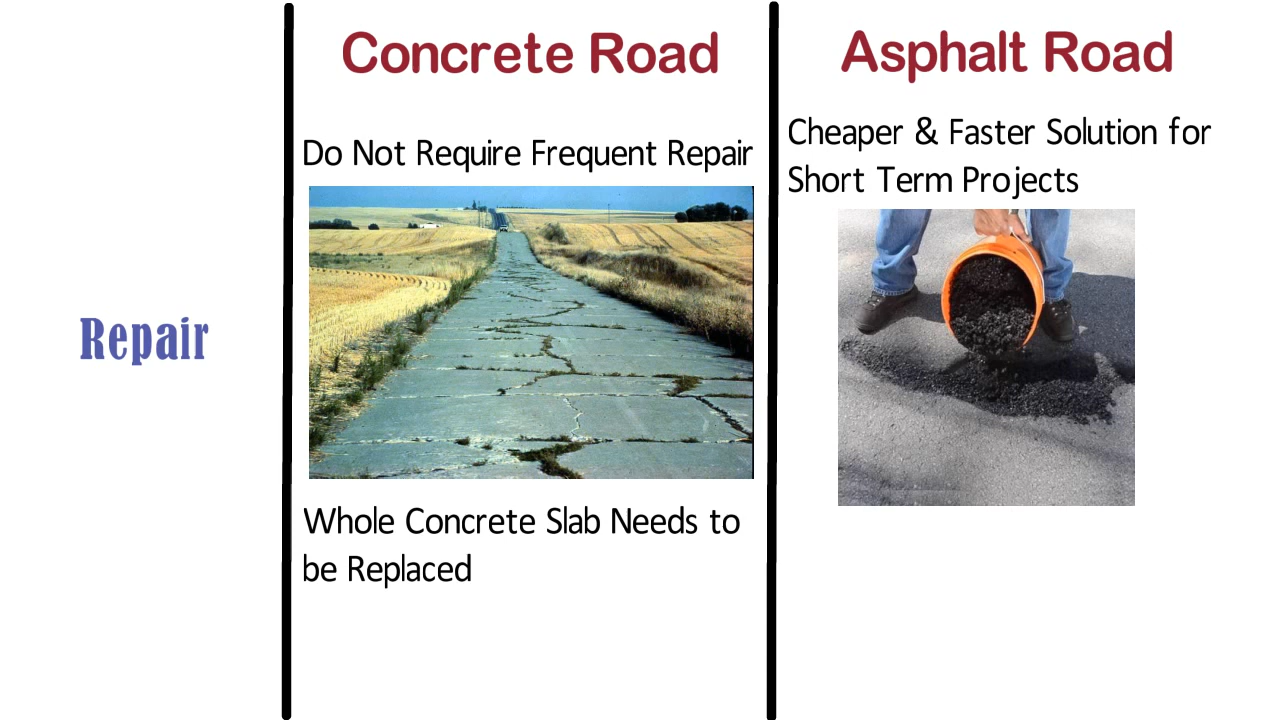 Concrete Road
Asphalt Road
Do Not Require Frequent Repair
Cheaper & Faster Solution for
Short Term Projects
Repair
Whole Concrete Slab Needs to
be Replaced